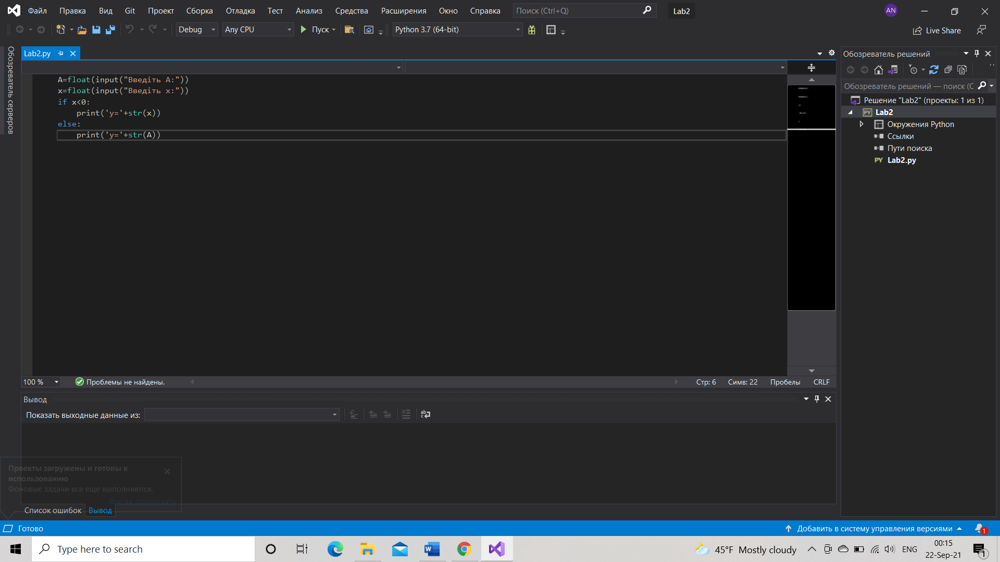 Файл Правка Вид Git Проект Сборка Отладка Тест Анализ Средства Расширения Окно Справка Поиск (Ctrl+Q) Lab2 AN
Debug Any CPU Пуск Python 3.7 (64-bit) Live Share
Обозреватель серверов
Lab2.py
A=float(input("Введіть A:"))
x=float(input("Введіть x:"))
if x<0:
    print('y='+str(x))
else:
    print('y='+str(A))
100 % Проблемы не найдены. Стр: 6 Симв: 22 Пробелы CRLF
Вывод
Показать выходные данные из:
Проекты загружены и готовы к
использованию
Фоновые задачи все еще выполняются.
Всегда пропускать
Список ошибок Вывод
Обозреватель решений
Обозреватель решений — поиск (С
Решение "Lab2" (проекты: 1 из 1)
PY Lab2
Окружения Python
Ссылки
Пути поиска
PY Lab2.py
Готово Добавить в систему управления версиями 1
Type here to search 45°F Mostly cloudy ENG 00:15
22-Sep-21 1